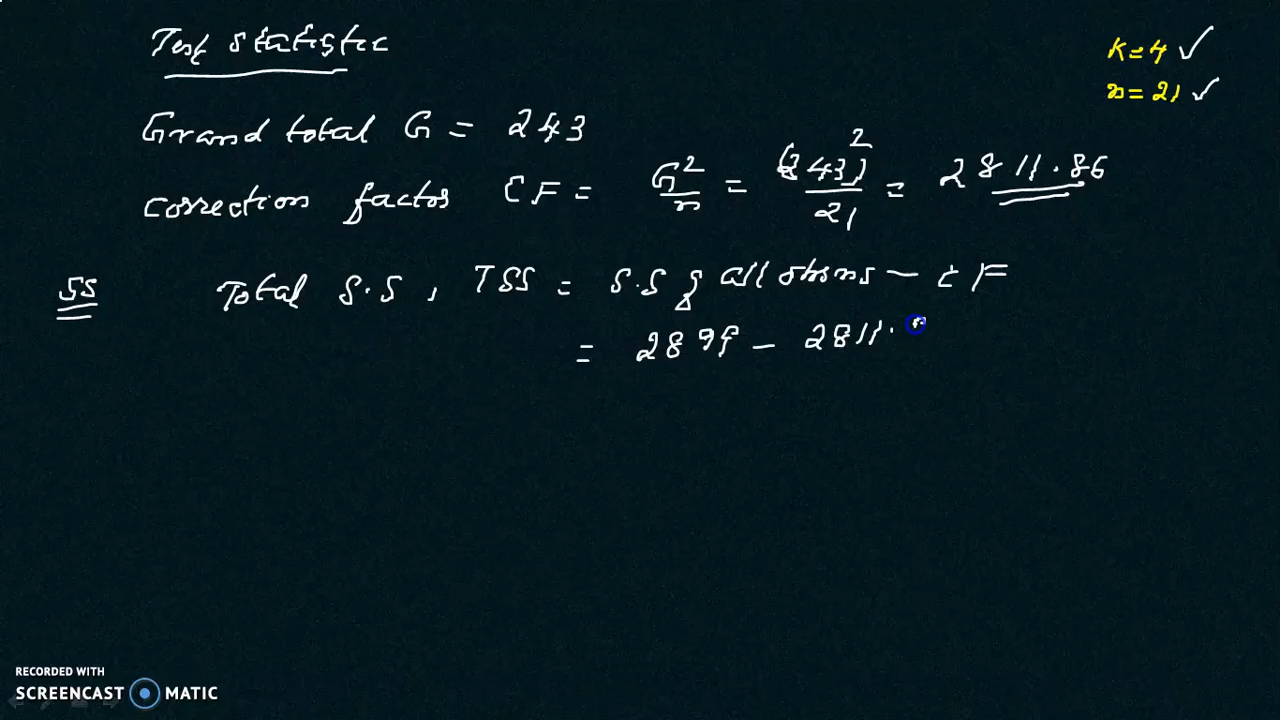 Test statistic
K = 4 ✓
n = 21 ✓
Grand total G = 243
correction factor CF = G²/n = (243)²/21 = 2811.86
SS
Total S.S, TSS = S.S of all obsns - CF
= - 2811.
RECORDED WITH
SCREENCAST MATIC